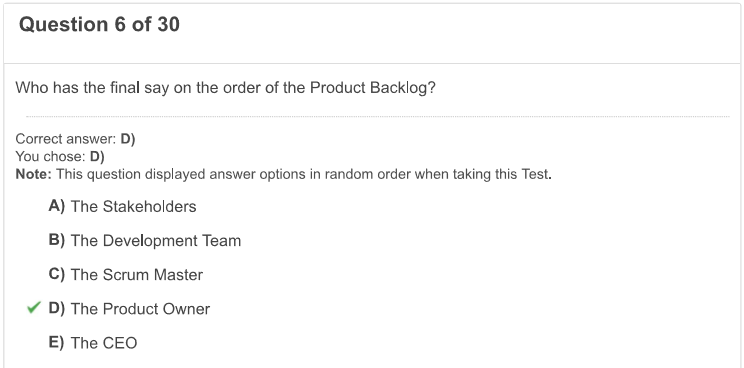 Question 6 of 30
Who has the final say on the order of the Product Backlog?
Correct answer: D)
You chose: D)
Note: This question displayed answer options in random order when taking this Test.
A) The Stakeholders
B) The Development Team
C) The Scrum Master
D) The Product Owner
E) The CEO